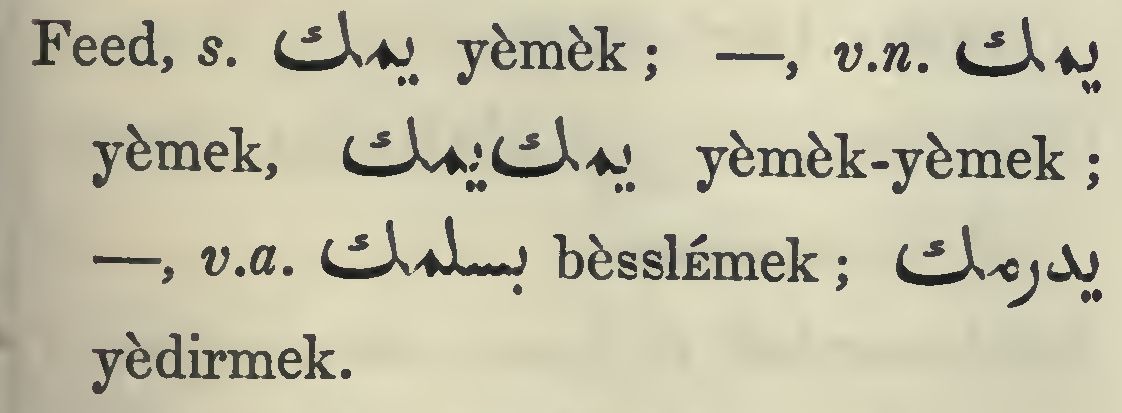 Feed, s. يمك yèmèk ; —, v.n. يمك
yèmek, يمك يمك yèmèk-yèmek ;
—, v.a. بسلمك bèsslÉmek ; يدرمك
yèdirmek.